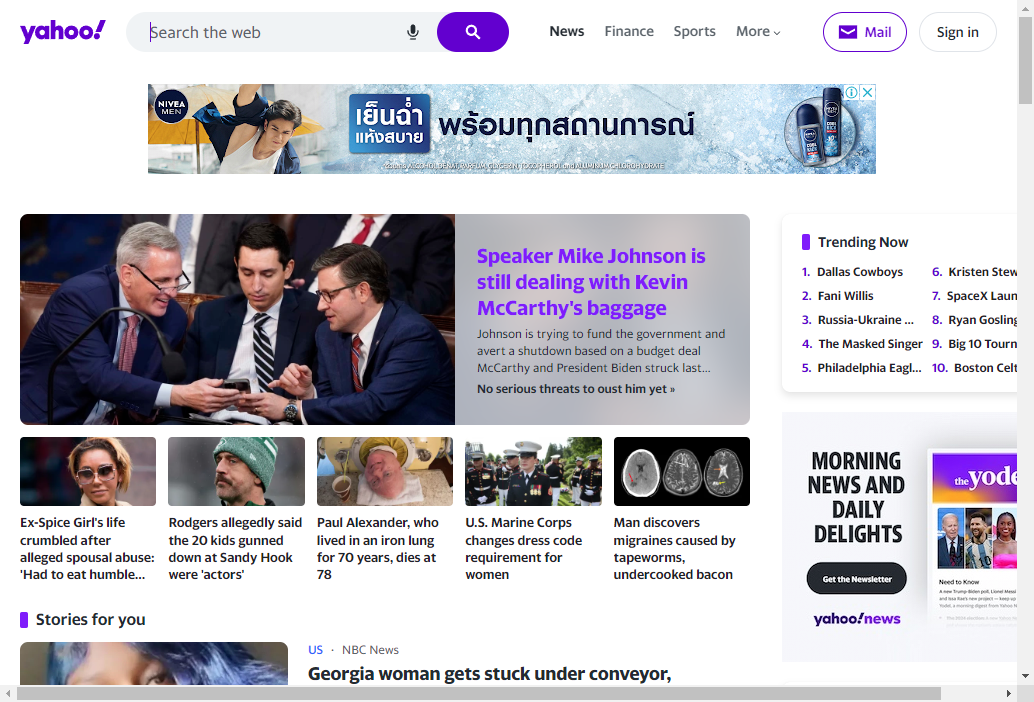 yahoo!
Search the web
News
Finance
Sports
More
Mail
Sign in
NIVEA
MEN
เย็นฉ่ำ
แห้งสบาย
พร้อมทุกสถานการณ์
Speaker Mike Johnson is
still dealing with Kevin
McCarthy's baggage
Johnson is trying to fund the government and
avert a shutdown based on a budget deal
McCarthy and President Biden struck last...
No serious threats to oust him yet »
Trending Now
1. Dallas Cowboys
2. Fani Willis
3. Russia-Ukraine ...
4. The Masked Singer
5. Philadelphia Eagl...
6. Kristen Stew
7. SpaceX Laun
8. Ryan Gosling
9. Big 10 Tourn
10. Boston Celt
Ex-Spice Girl's life
crumbled after
alleged spousal abuse:
'Had to eat humble...
Rodgers allegedly said
the 20 kids gunned
down at Sandy Hook
were 'actors'
Paul Alexander, who
lived in an iron lung
for 70 years, dies at
78
U.S. Marine Corps
changes dress code
requirement for
women
Man discovers
migraines caused by
tapeworms,
undercooked bacon
MORNING
NEWS AND
DAILY
DELIGHTS
Get the Newsletter
yahoo!news
the yode
Need to Know
A new Trump-Biden poll, Lionel Messi
Stories for you
US · NBC News
Georgia woman gets stuck under conveyor,